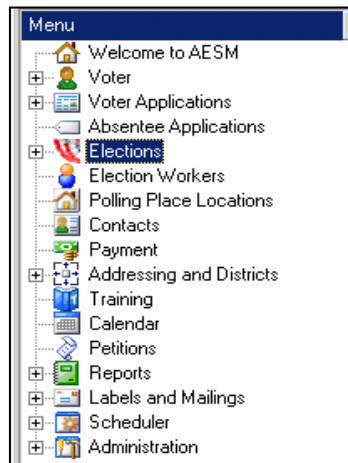 Menu
Welcome to AESM
Voter
Voter Applications
Absentee Applications
Elections
Election Workers
Polling Place Locations
Contacts
Payment
Addressing and Districts
Training
Calendar
Petitions
Reports
Labels and Mailings
Scheduler
Administration